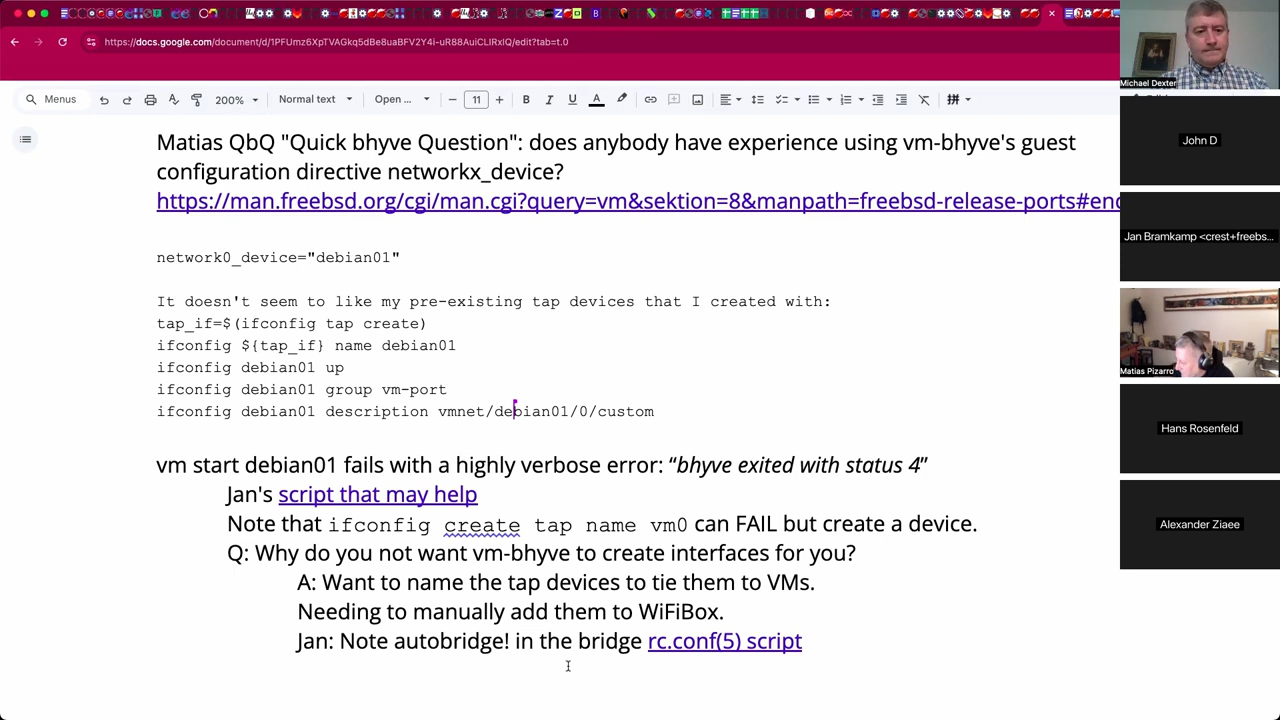 https://docs.google.com/document/d/1PFUmz6XpTVAGkq5dBe8uaBFV2Y4i-uR88AuiCLIRxIQ/edit?tab=t.0
Menus
200%
Normal text
Open ...
11
Matias QbQ "Quick bhyve Question": does anybody have experience using vm-bhyve's guest
configuration directive networkx_device?
https://man.freebsd.org/cgi/man.cgi?query=vm&sektion=8&manpath=freebsd-release-ports#end
network0_device="debian01"
It doesn't seem to like my pre-existing tap devices that I created with:
tap_if=$(ifconfig tap create)
ifconfig ${tap_if} name debian01
ifconfig debian01 up
ifconfig debian01 group vm-port
ifconfig debian01 description vmnet/debian01/0/custom
vm start debian01 fails with a highly verbose error: “bhyve exited with status 4”
Jan's script that may help
Note that ifconfig create tap name vm0 can FAIL but create a device.
Q: Why do you not want vm-bhyve to create interfaces for you?
A: Want to name the tap devices to tie them to VMs.
Needing to manually add them to WiFiBox.
Jan: Note autobridge! in the bridge rc.conf(5) script
Michael Dexter
John D
Jan Bramkamp <crest+freebs...
Matias Pizarro
Hans Rosenfeld
Alexander Ziaee